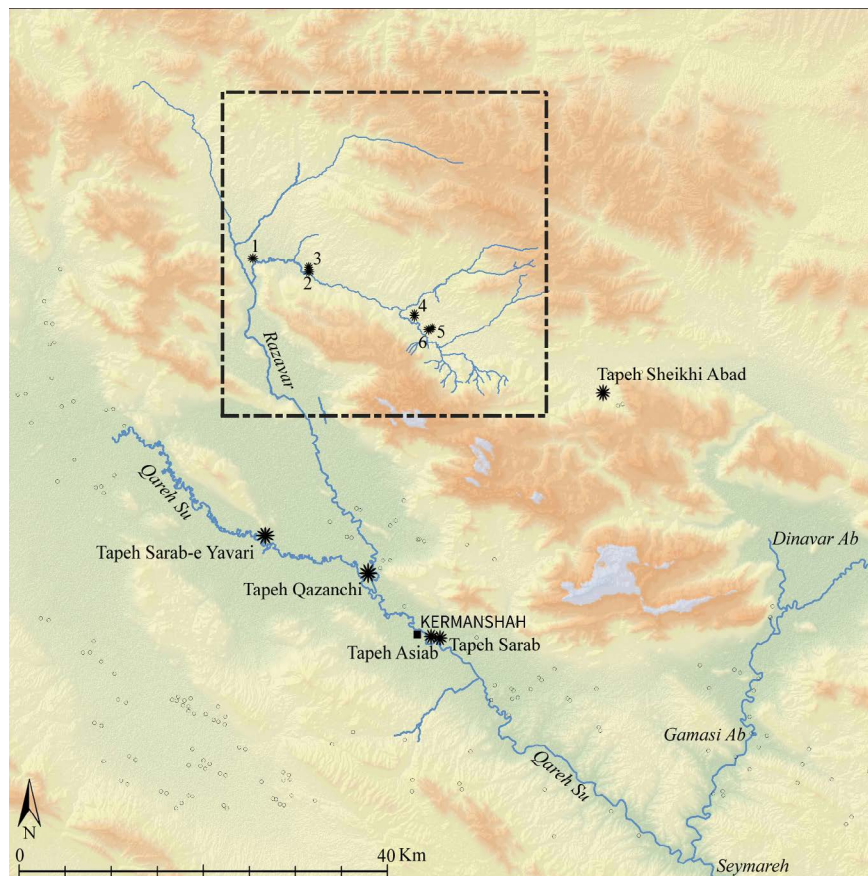 1
3
2
4
5
6
Razavar
Tapeh Sheikhi Abad
Qareh Su
Tapeh Sarab-e Yavari
Dinavar Ab
Tapeh Qazanchi
KERMANSHAH
Tapeh Asiab
Tapeh Sarab
Gamasi Ab
Qareh Su
N
0
40 Km
Seymareh